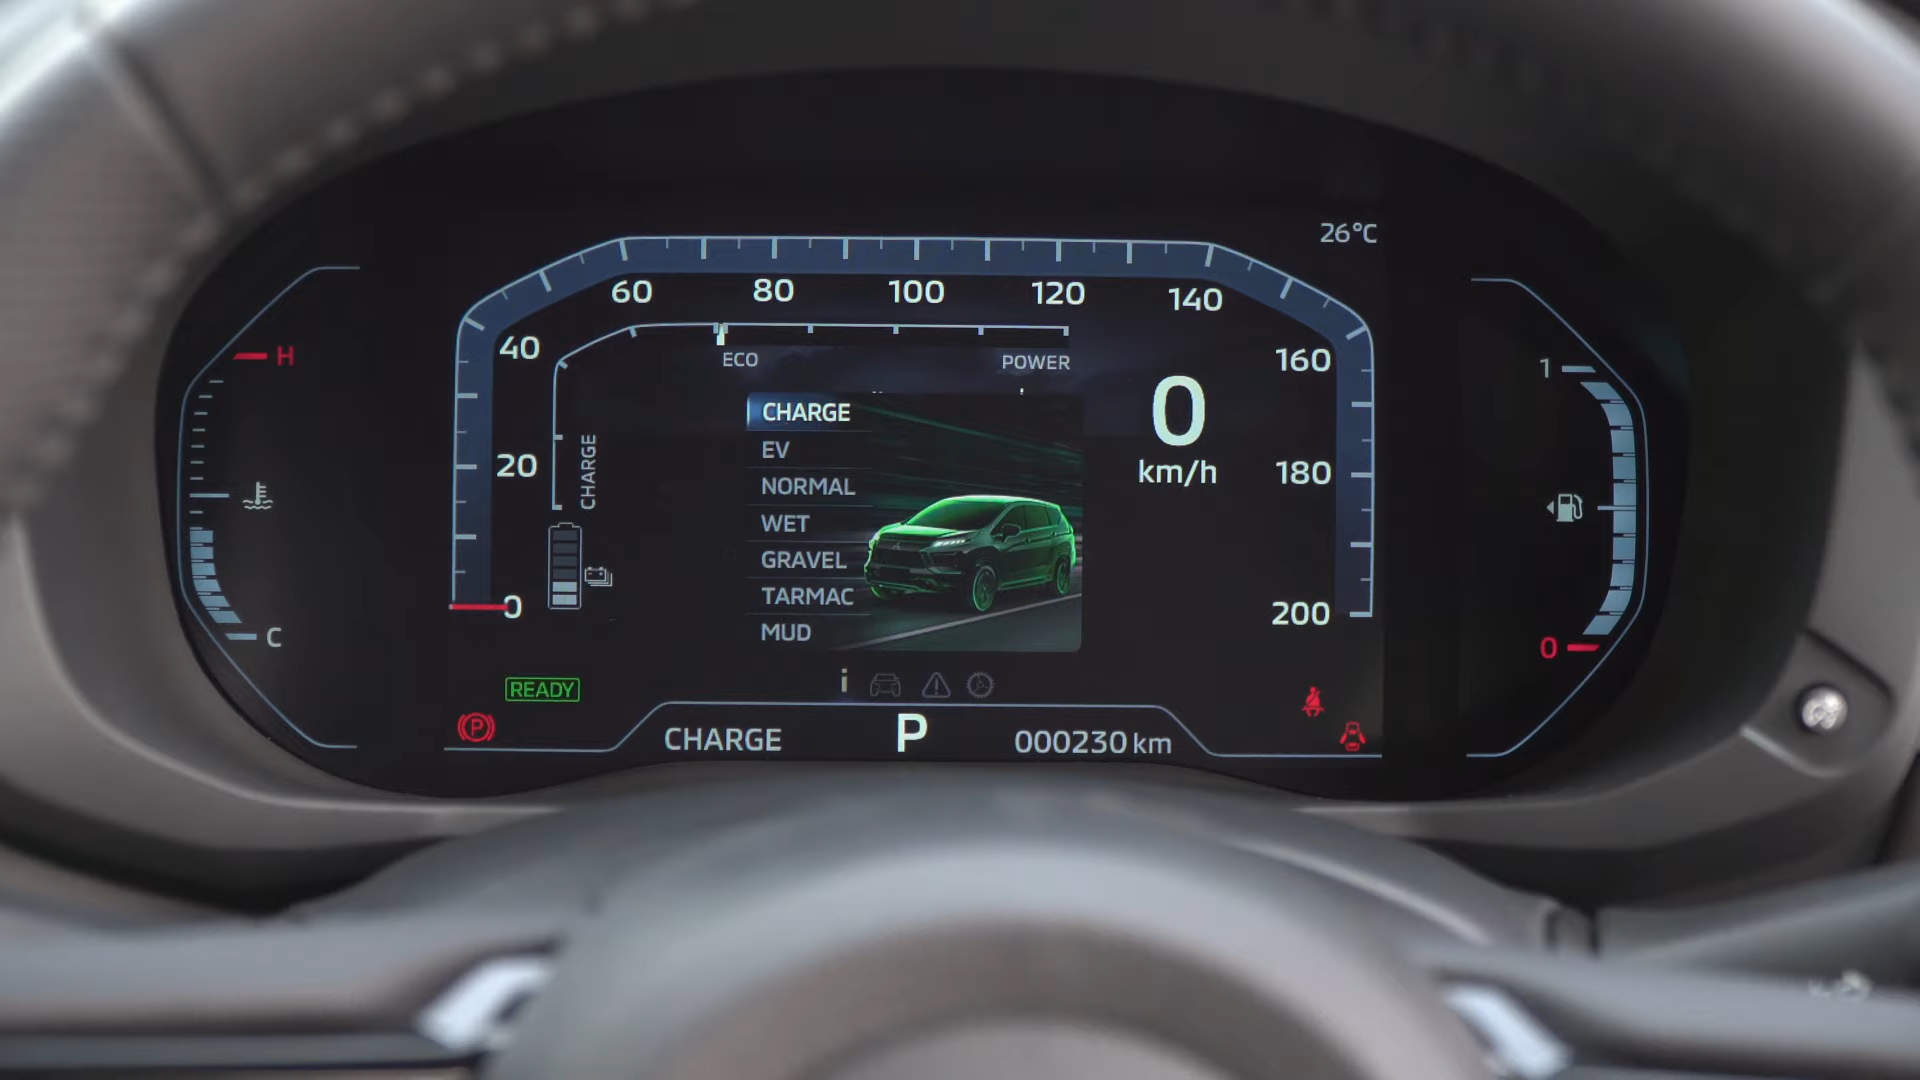 26°C
60
80
100
120
140
40
160
H
ECO
POWER
1
0
km/h
CHARGE
EV
NORMAL
WET
GRAVEL
TARMAC
MUD
CHARGE
20
180
0
200
C
0
READY
i
P
CHARGE
P
000230 km